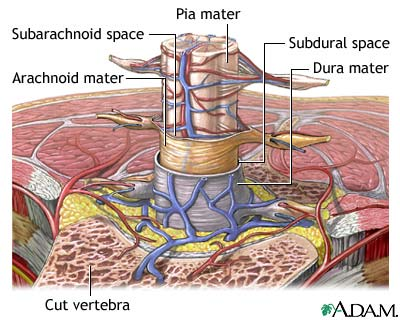 Pia mater
Subarachnoid space
Subdural space
Arachnoid mater
Dura mater
Cut vertebra
A.D.A.M.